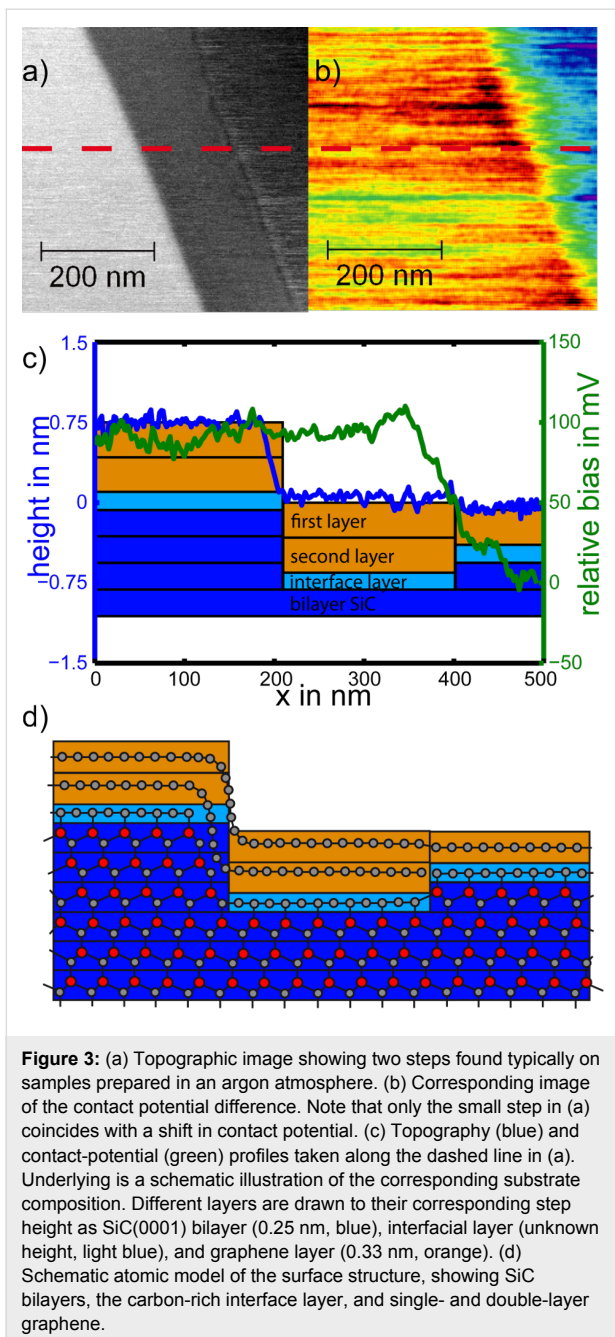 a)
b)
200 nm
200 nm
c)
1.5
0.75
0
−0.75
−1.5
height in nm
150
100
50
0
−50
relative bias in mV
first layer
second layer
interface layer
bilayer SiC
0
100
200
300
400
500
x in nm
d)
Figure 3: (a) Topographic image showing two steps found typically on
samples prepared in an argon atmosphere. (b) Corresponding image
of the contact potential difference. Note that only the small step in (a)
coincides with a shift in contact potential. (c) Topography (blue) and
contact-potential (green) profiles taken along the dashed line in (a).
Underlying is a schematic illustration of the corresponding substrate
composition. Different layers are drawn to their corresponding step
height as SiC(0001) bilayer (0.25 nm, blue), interfacial layer (unknown
height, light blue), and graphene layer (0.33 nm, orange). (d)
Schematic atomic model of the surface structure, showing SiC
bilayers, the carbon-rich interface layer, and single- and double-layer
graphene.